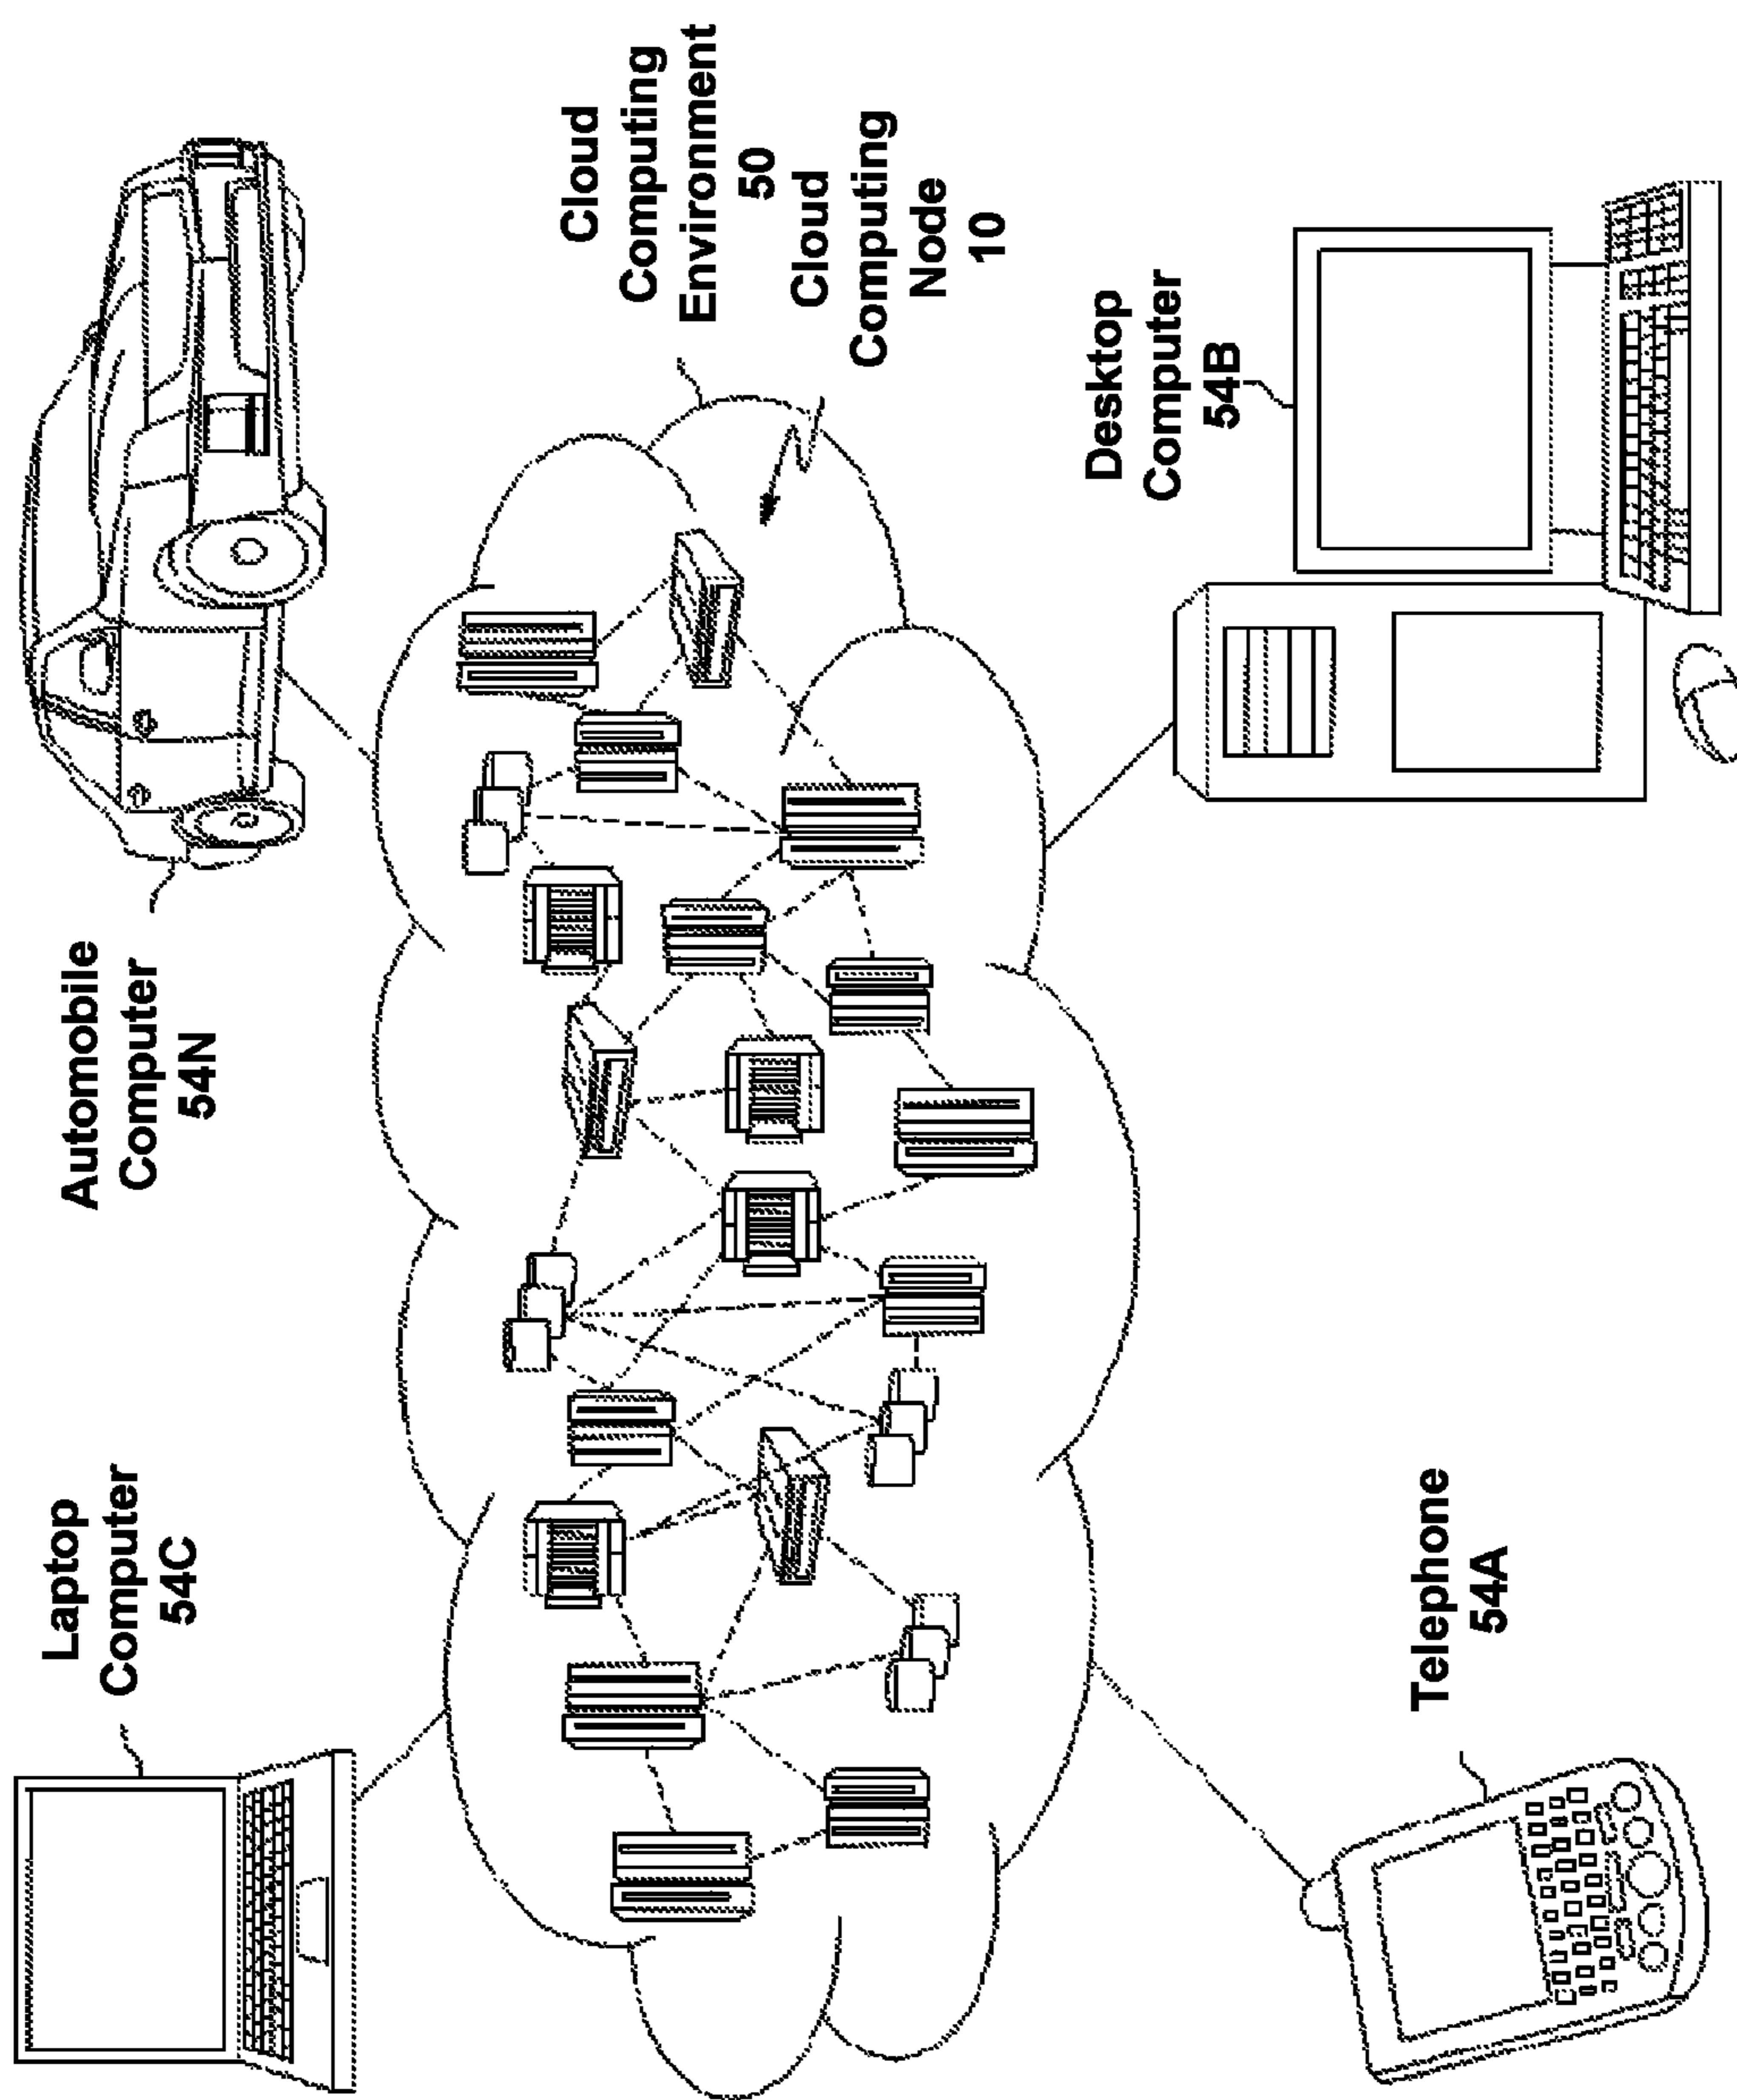 Laptop
Computer
54C
Automobile
Computer
54N
Cloud
Computing
Environment
50
Cloud
Computing
Node
10
Desktop
Computer
54B
Telephone
54A